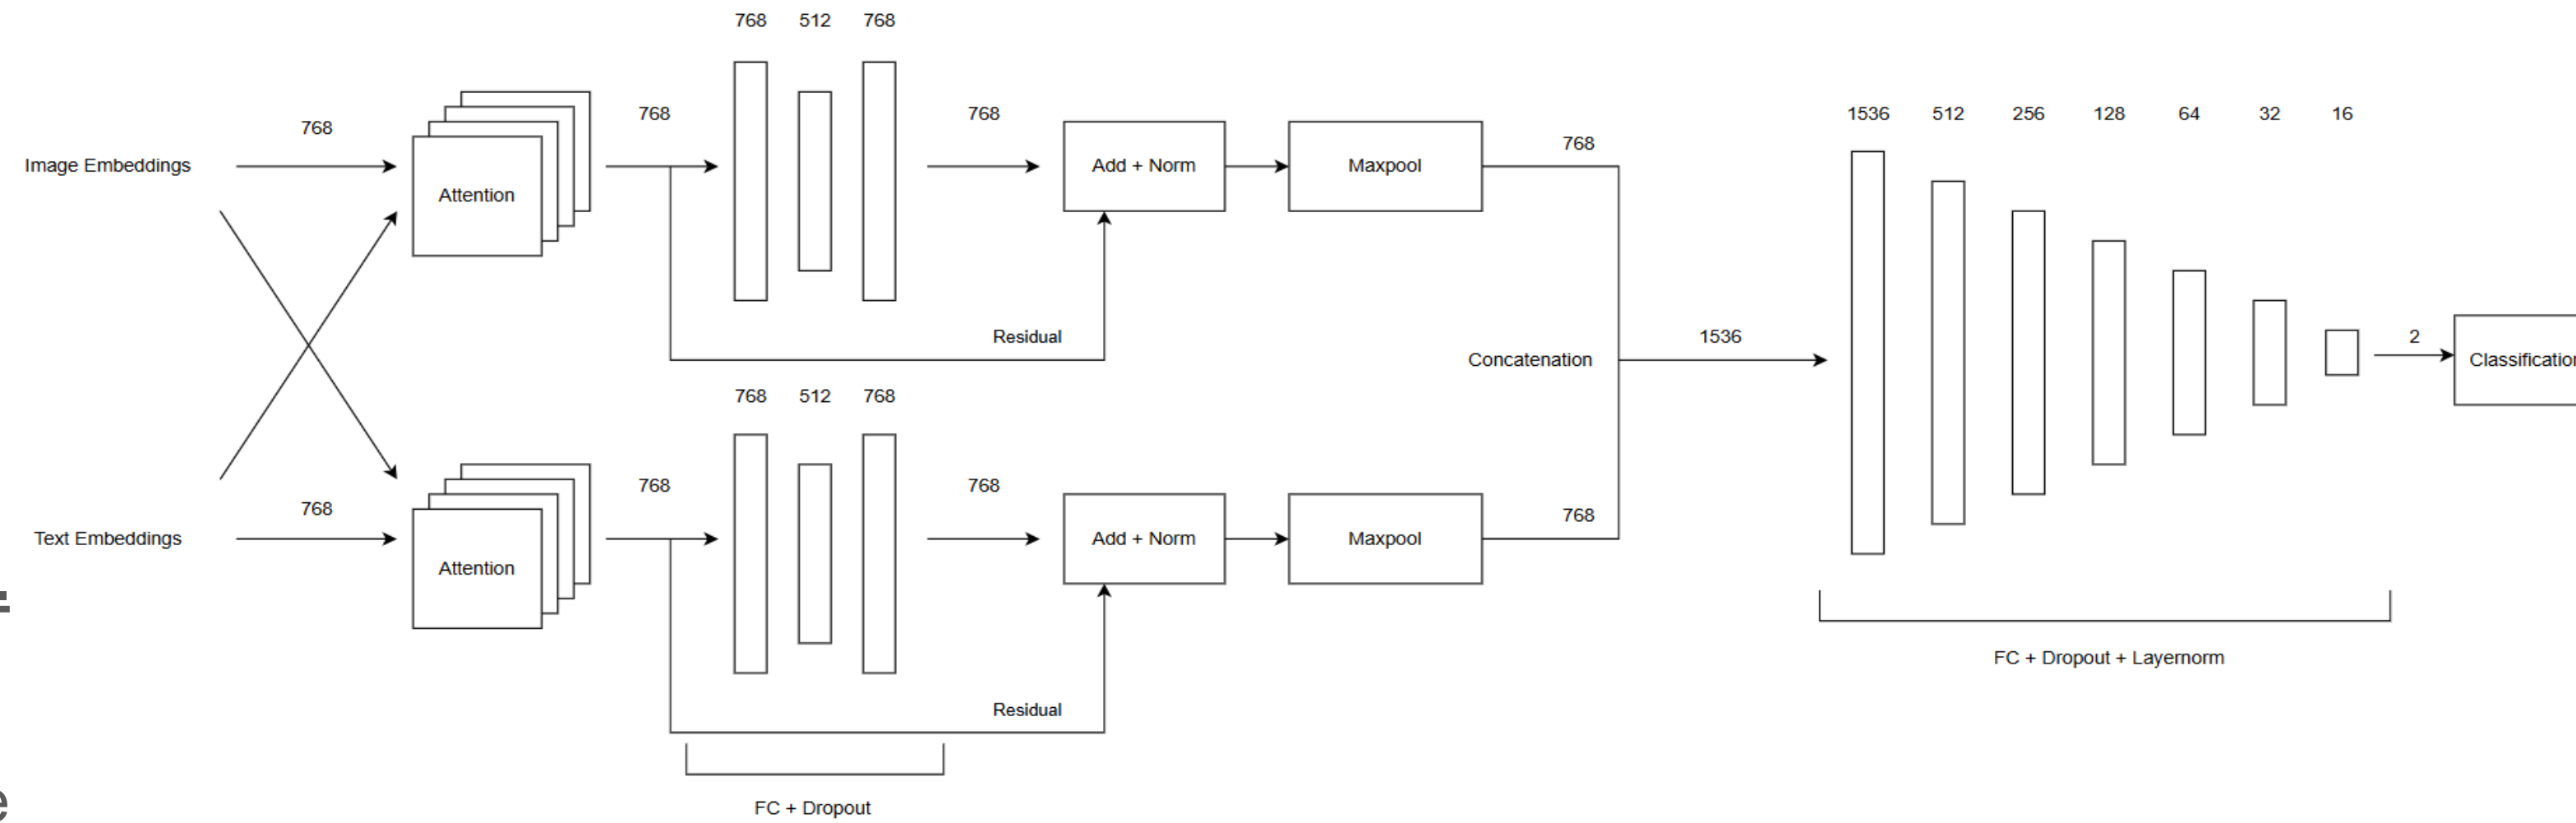 768 512 768
768
768
768
1536 512 256 128 64 32 16
Image Embeddings
Attention
Add + Norm
Maxpool
768
Residual
Concatenation
1536
2
Classification
768 512 768
768
768
768
768
Text Embeddings
Attention
Add + Norm
Maxpool
Residual
FC + Dropout
FC + Dropout + Layernorm
e